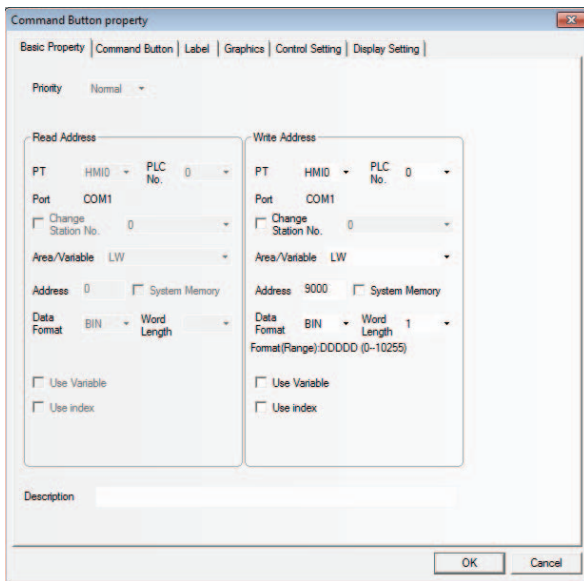 Command Button property
Basic Property Command Button Label Graphics Control Setting Display Setting
Priority Normal
Read Address
PT HMI0 PLC No. 0
Port COM1
Change Station No. 0
Area/Variable LW
Address 0 System Memory
Data Format BIN Word Length
Use Variable
Use index
Write Address
PT HMI0 PLC No. 0
Port COM1
Change Station No. 0
Area/Variable LW
Address 9000 System Memory
Data Format BIN Word Length 1
Format(Range):DDDDD (0--10255)
Use Variable
Use index
Description
OK Cancel